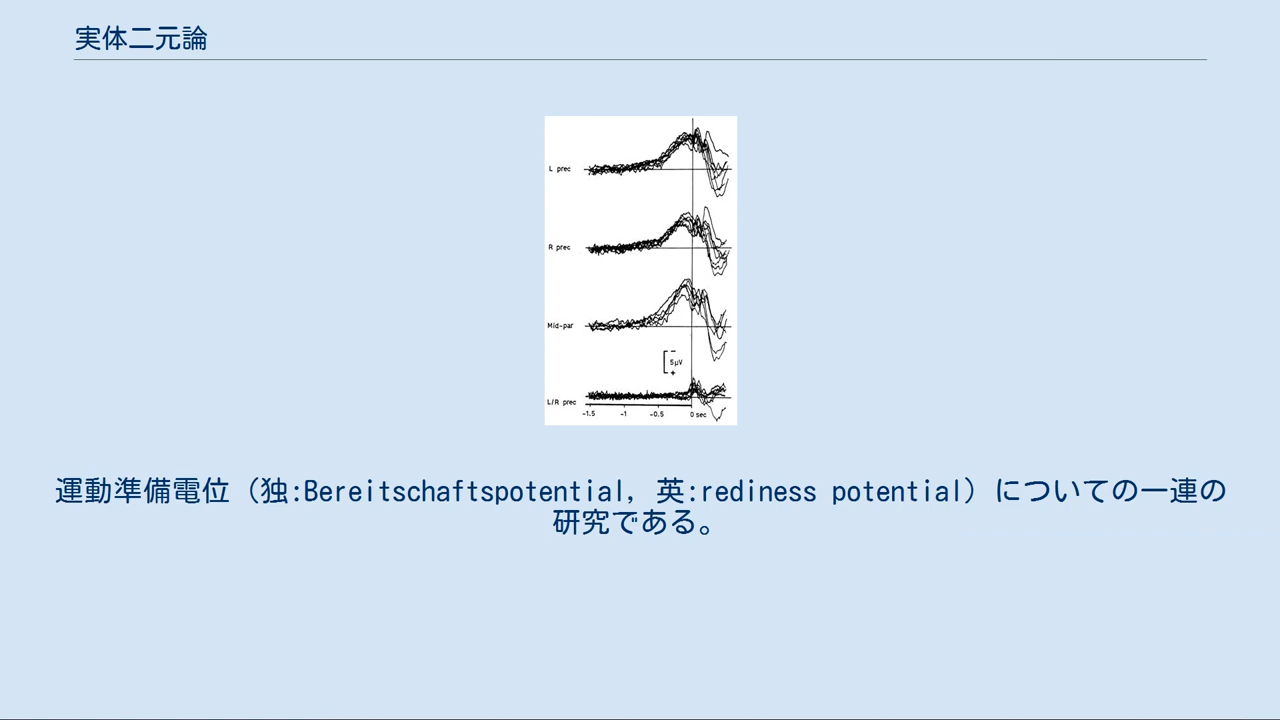 実体二元論
L prec
R prec
Mid-par
−
5μV
+
L/R prec
-1.5 -1 -0.5 0 sec
運動準備電位（独:Bereitschaftspotential, 英:rediness potential）についての一連の
研究である。